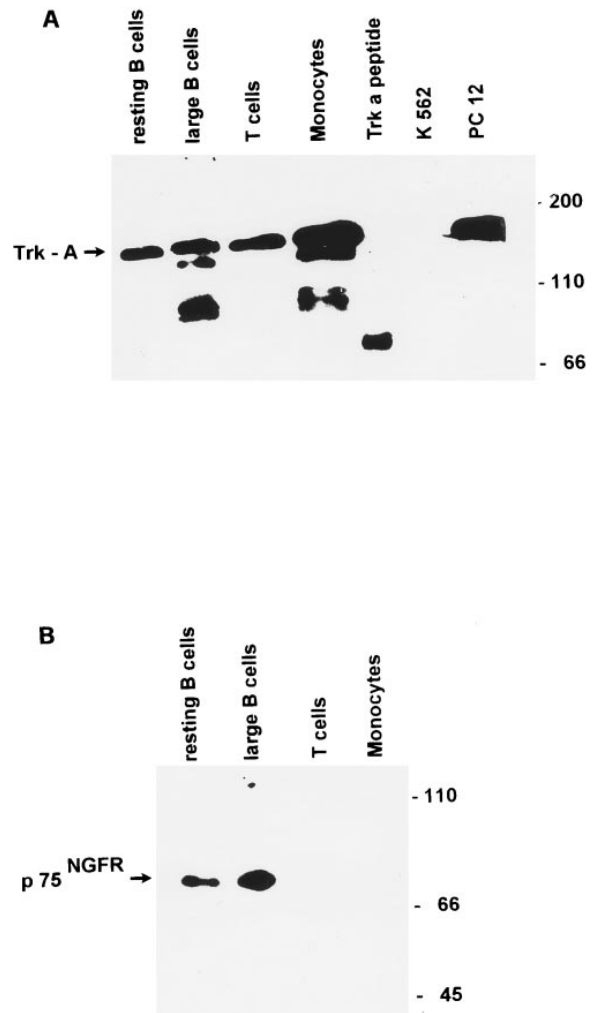 A
resting B cells
large B cells
T cells
Monocytes
Trk a peptide
K 562
PC 12
- 200
Trk - A
- 110
- 66
B
resting B cells
large B cells
T cells
Monocytes
- 110
p 75 NGFR
- 66
- 45